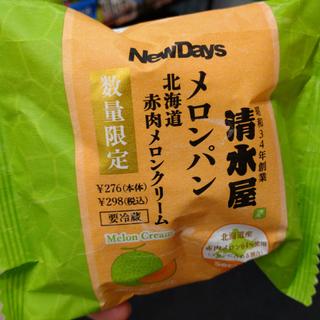 NewDays
昭和34年創業
清水屋
メロンパン
北海道
赤肉メロンクリーム
数量限定
¥276(本体)
¥298(税込)
要冷蔵
Melon Cream
北海道産